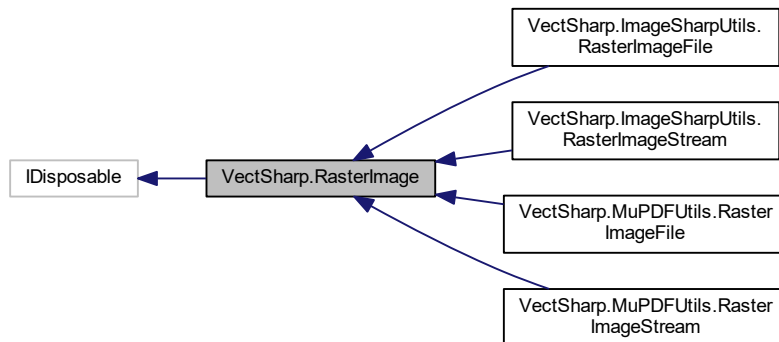 VectSharp.ImageSharpUtils.
RasterImageFile
VectSharp.ImageSharpUtils.
RasterImageStream
IDisposable
VectSharp.RasterImage
VectSharp.MuPDFUtils.Raster
ImageFile
VectSharp.MuPDFUtils.Raster
ImageStream